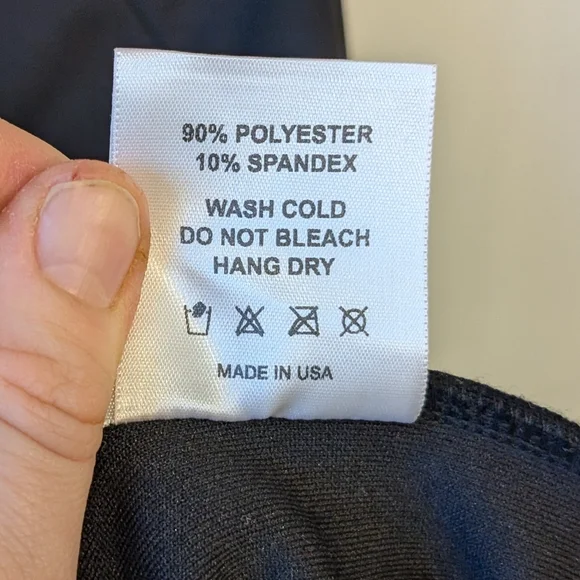 90% POLYESTER
10% SPANDEX
WASH COLD
DO NOT BLEACH
HANG DRY
MADE IN USA